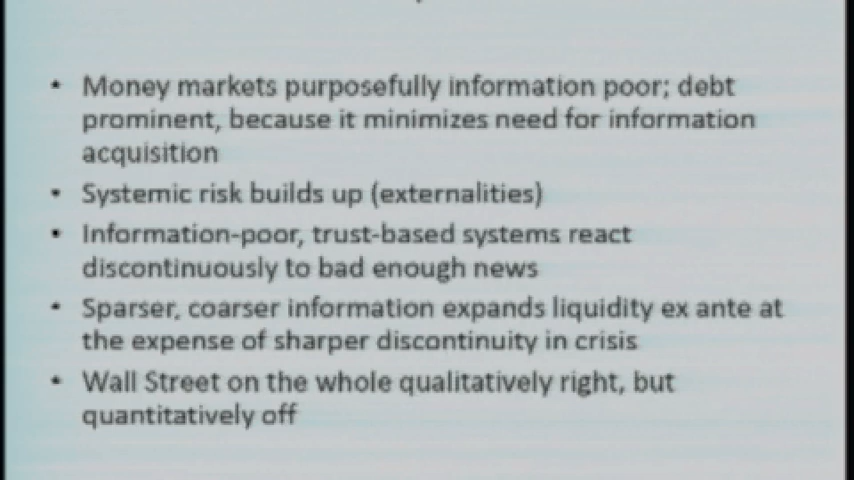 • Money markets purposefully information poor; debt
prominent, because it minimizes need for information
acquisition
• Systemic risk builds up (externalities)
• Information-poor, trust-based systems react
discontinuously to bad enough news
• Sparser, coarser information expands liquidity ex ante at
the expense of sharper discontinuity in crisis
• Wall Street on the whole qualitatively right, but
quantitatively off